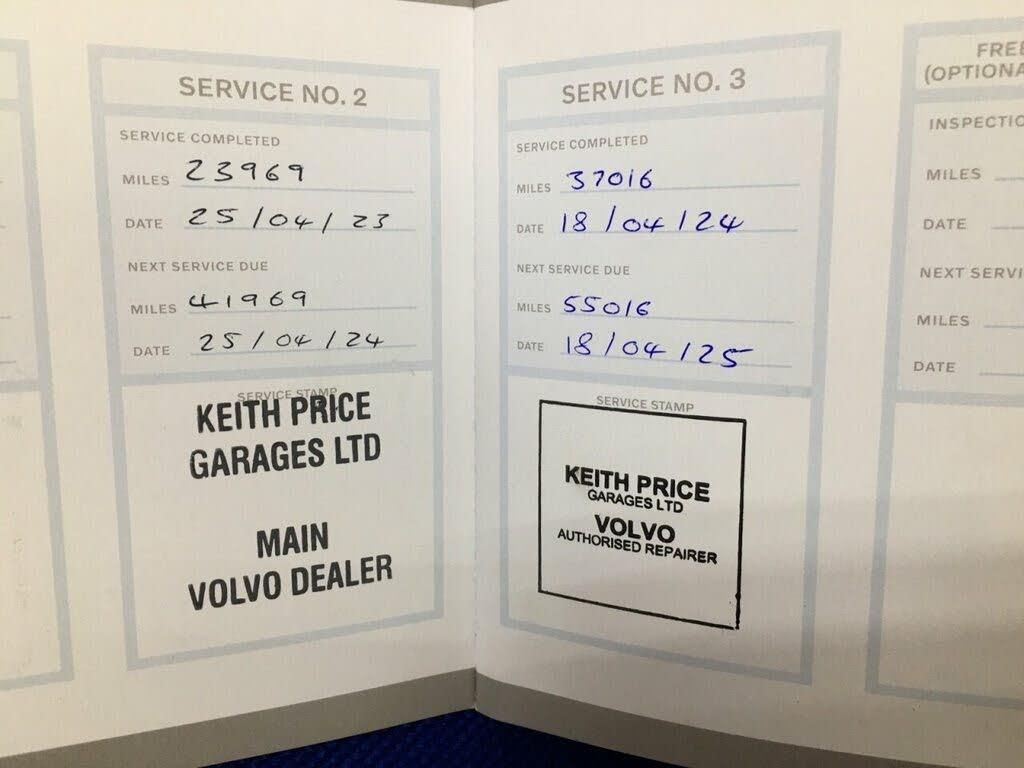 SERVICE NO. 2
SERVICE COMPLETED
MILES 23969
DATE 25/04/23
NEXT SERVICE DUE
MILES 41969
DATE 25/04/24
SERVICE STAMP
KEITH PRICE
GARAGES LTD
MAIN
VOLVO DEALER
SERVICE NO. 3
SERVICE COMPLETED
MILES 37016
DATE 18/04/24
NEXT SERVICE DUE
MILES 55016
DATE 18/04/25
SERVICE STAMP
KEITH PRICE
GARAGES LTD
VOLVO
AUTHORISED REPAIRER
FREE
(OPTIONA
INSPECTIO
MILES
DATE
NEXT SERVI
MILES
DATE